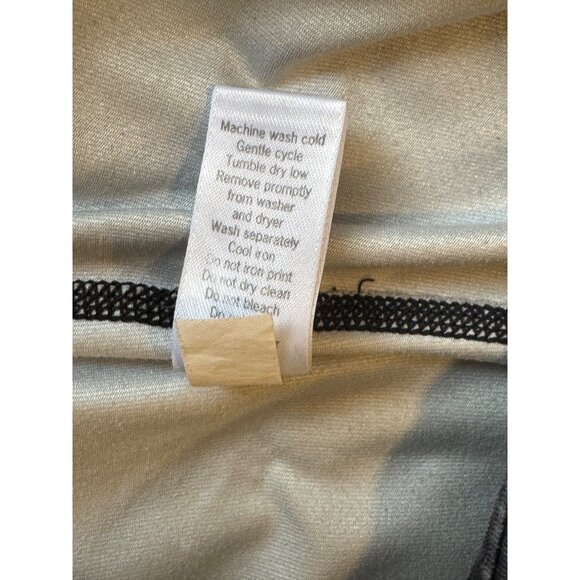 Machine wash cold
Gentle cycle
Tumble dry low
Remove promptly
from washer
and dryer
Wash separately
Cool iron
Do not iron print
Do not dry clean
Do not bleach
Do